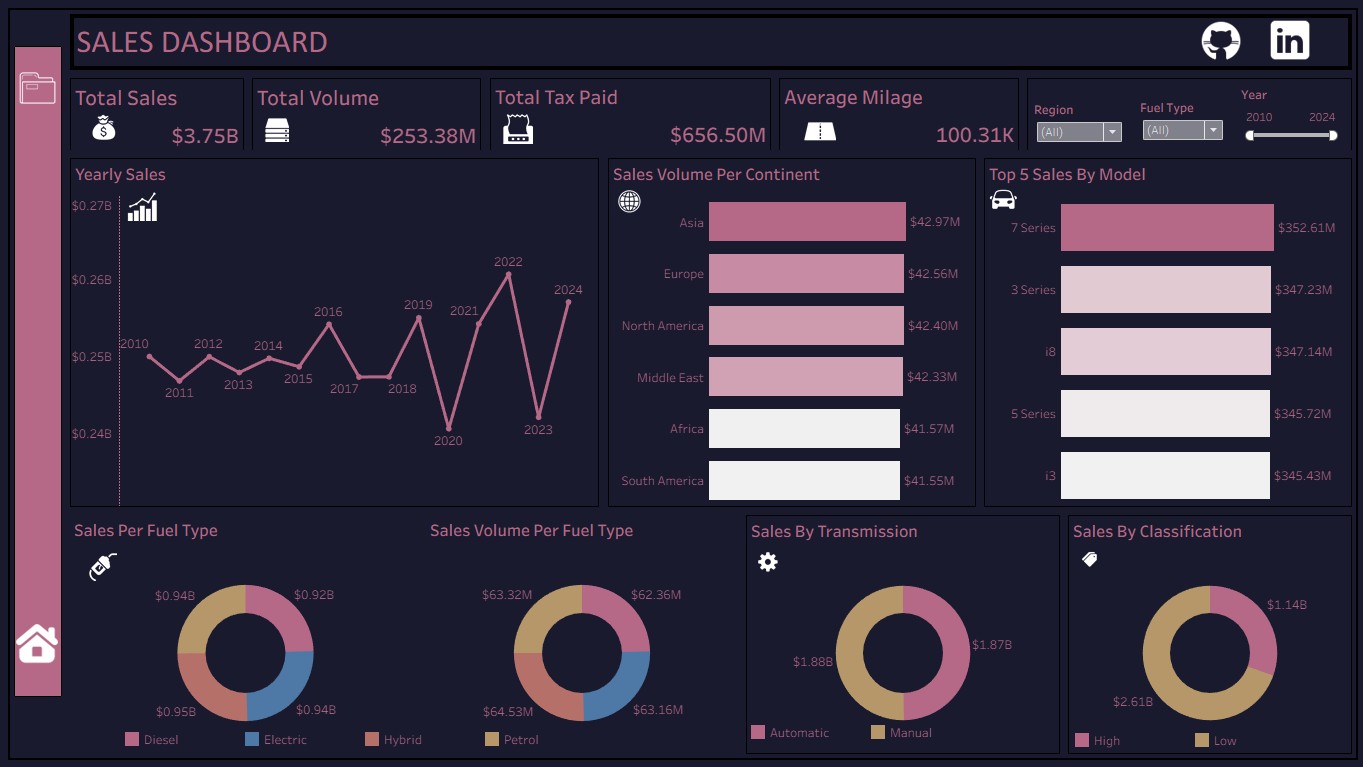 SALES DASHBOARD
in
Total Sales
$3.75B
Total Volume
$253.38M
Total Tax Paid
$656.50M
Average Milage
100.31K
Region
(All)
Fuel Type
(All)
Year
2010 2024
Yearly Sales
$0.27B
$0.26B
$0.25B
$0.24B
2010
2011
2012
2013
2014
2015
2016
2017
2018
2019
2020
2021
2022
2023
2024
Sales Volume Per Continent
Asia $42.97M
Europe $42.56M
North America $42.40M
Middle East $42.33M
Africa $41.57M
South America $41.55M
Top 5 Sales By Model
7 Series $352.61M
3 Series $347.23M
i8 $347.14M
5 Series $345.72M
i3 $345.43M
Sales Per Fuel Type
$0.94B $0.92B
$0.95B $0.94B
Sales Volume Per Fuel Type
$63.32M $62.36M
$64.53M $63.16M
Diesel Electric Hybrid Petrol
Sales By Transmission
$1.87B
$1.88B
Automatic Manual
Sales By Classification
$1.14B
$2.61B
High Low